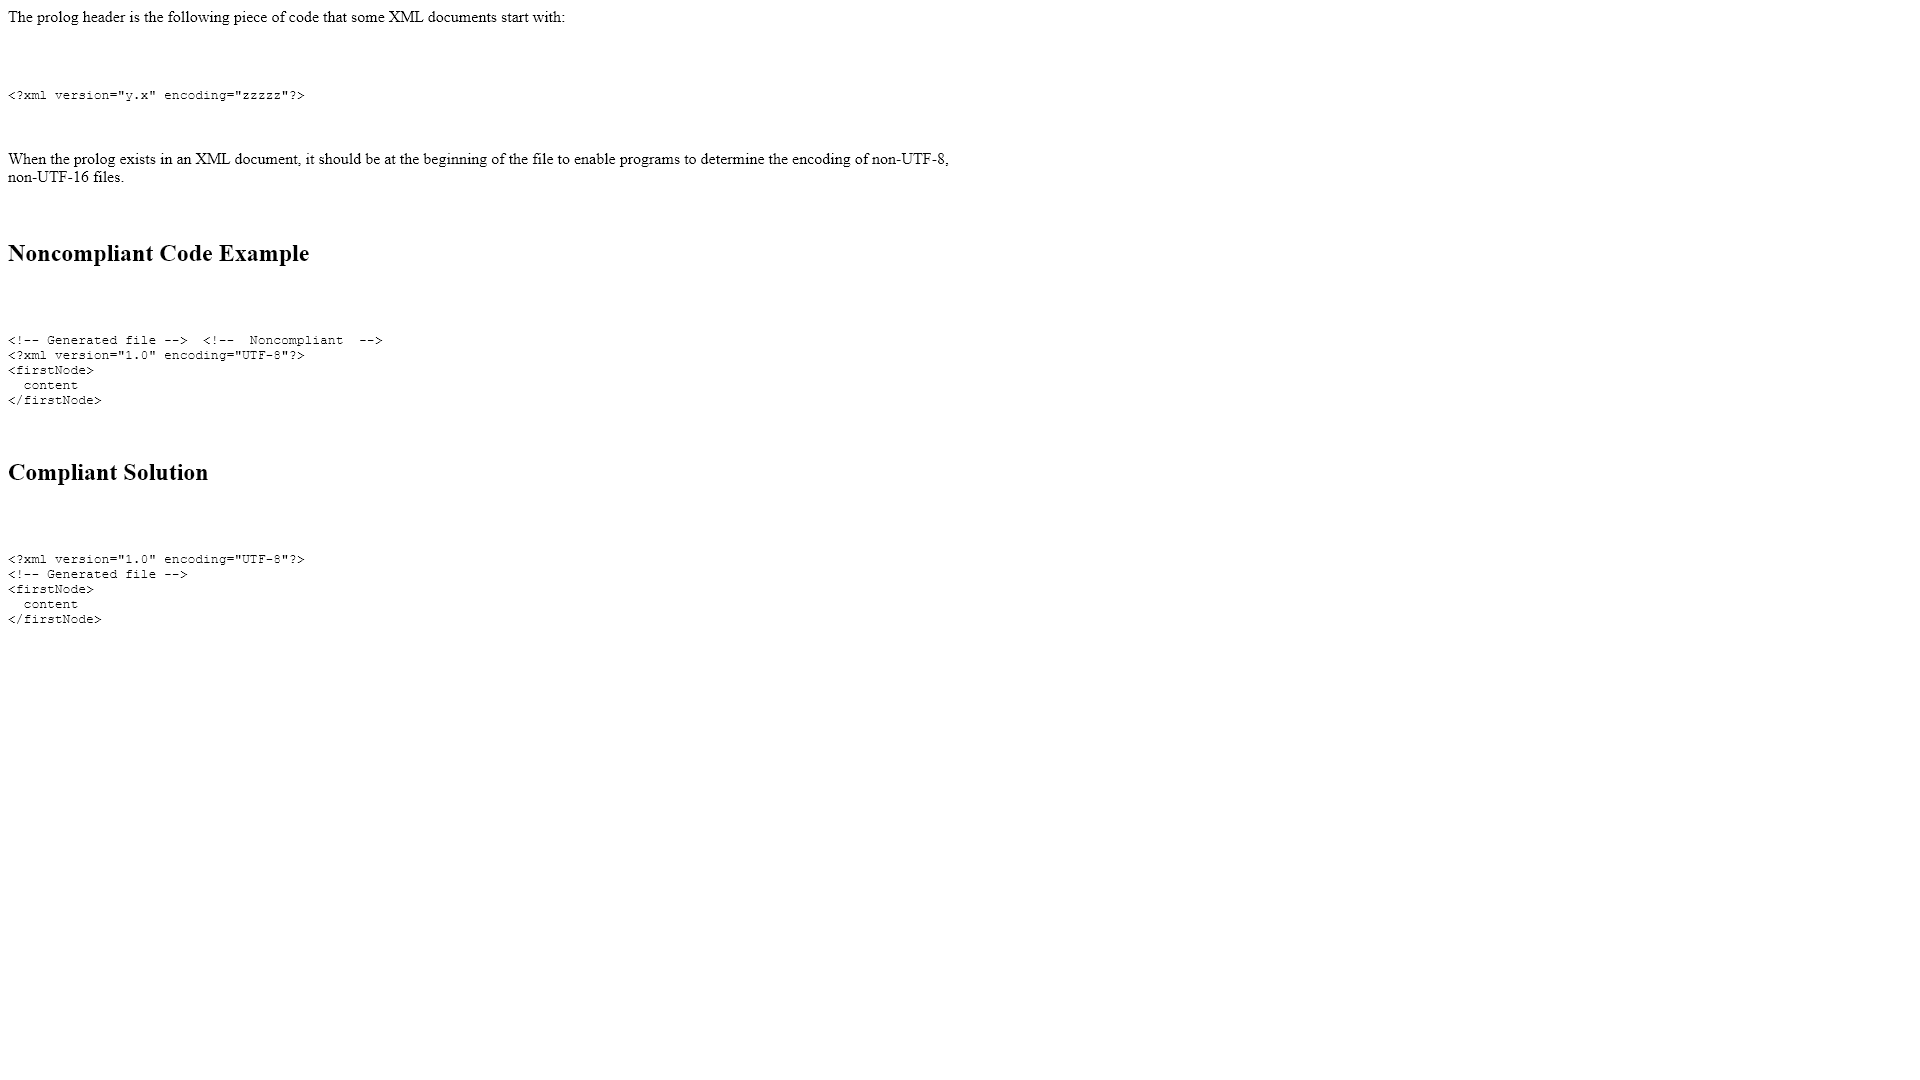 The prolog header is the following piece of code that some XML documents start with:
<?xml version="y.x" encoding="zzzzz"?>
When the prolog exists in an XML document, it should be at the beginning of the file to enable programs to determine the encoding of non-UTF-8,
non-UTF-16 files.
Noncompliant Code Example
<!-- Generated file -->  <!--  Noncompliant  -->
<?xml version="1.0" encoding="UTF-8"?>
<firstNode>
  content
</firstNode>
Compliant Solution
<?xml version="1.0" encoding="UTF-8"?>
<!-- Generated file -->
<firstNode>
  content
</firstNode>